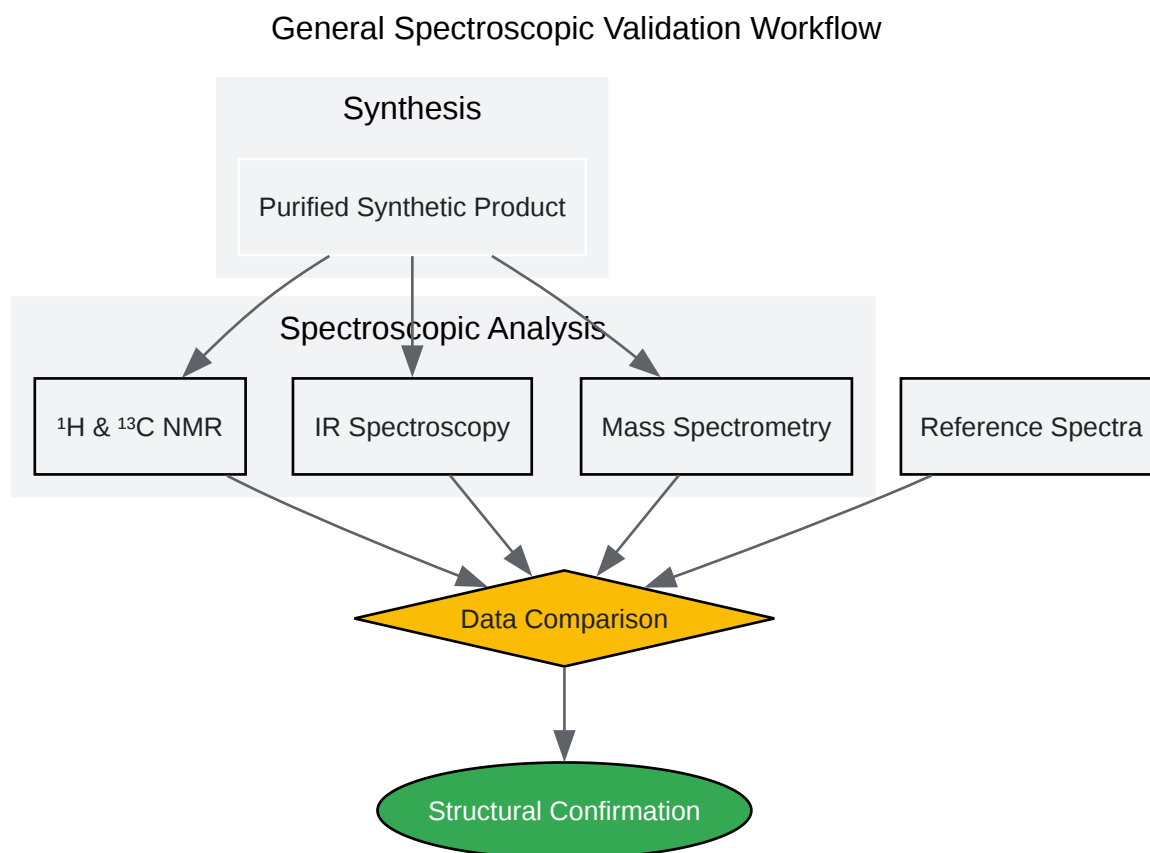 General Spectroscopic Validation Workflow
Synthesis
Purified Synthetic Product
Spectroscopic Analysis
¹H & ¹³C NMR
IR Spectroscopy
Mass Spectrometry
Reference Spectra
Data Comparison
Structural Confirmation